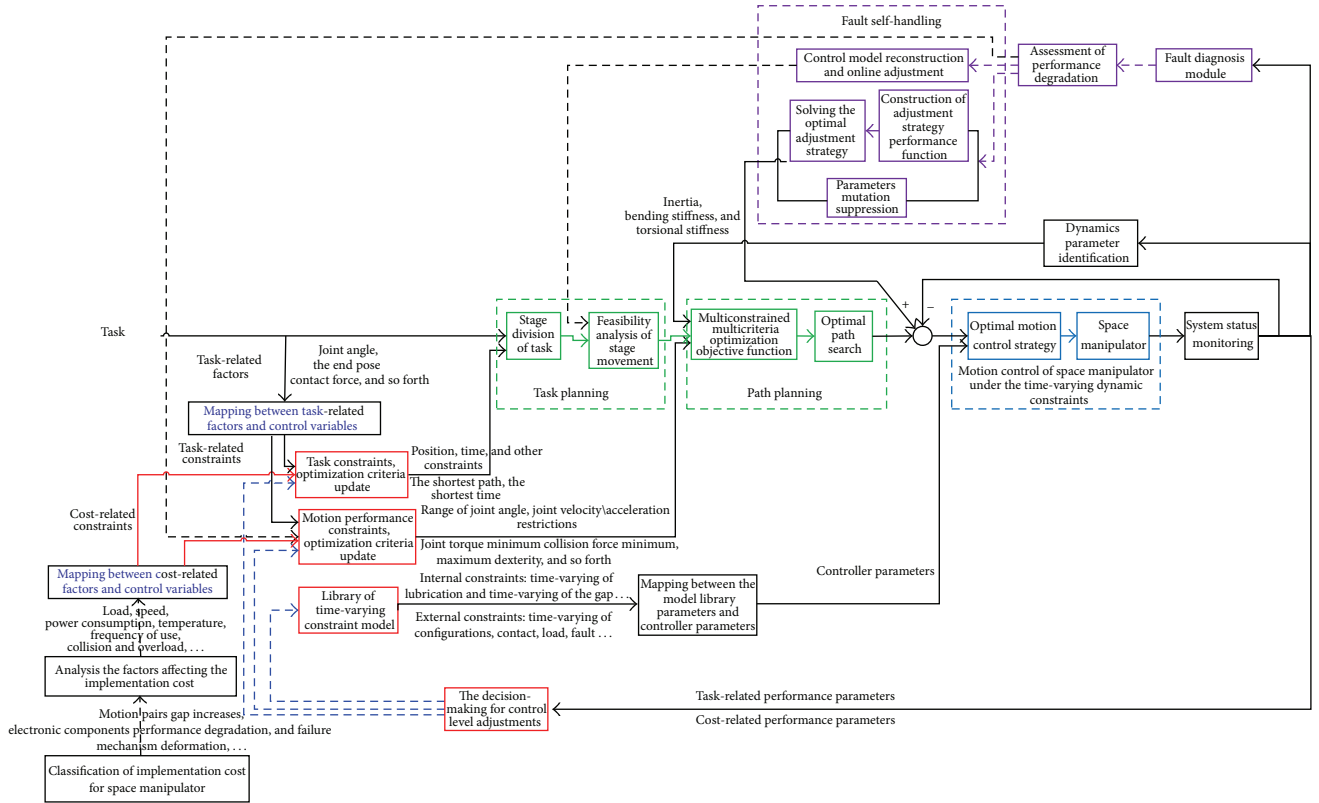 Fault self-handling
Control model reconstruction
and online adjustment
Assessment of
performance
degradation
Fault diagnosis
module
Solving the
optimal
adjustment
strategy
Construction of
adjustment
strategy
performance
function
Parameters
mutation
suppression
Inertia,
bending stiffness, and
torsional stiffness
Dynamics
parameter
identification
Task
Task-related
factors
Joint angle,
the end pose
contact force, and so forth
Stage
division
of task
Feasibility
analysis of
stage
movement
Task planning
Multiconstrained
multicriteria
optimization
objective function
Optimal
path
search
Path planning
+
−
Optimal motion
control strategy
Space
manipulator
Motion control of space manipulator
under the time-varying dynamic
constraints
System status
monitoring
Mapping between task-related
factors and control variables
Task-related
constraints
Task constraints,
optimization criteria
update
Position, time, and other
constraints
The shortest path, the
shortest time
Cost-related
constraints
Motion performance
constraints,
optimization criteria
update
Range of joint angle, joint velocity\acceleration
restrictions
Joint torque minimum collision force minimum,
maximum dexterity, and so forth
Mapping between cost-related
factors and control variables
Library of
time-varying
constraint model
Internal constraints: time-varying of
lubrication and time-varying of the gap . . .
External constraints: time-varying of
configurations, contact, load, fault . . .
Mapping between the
model library
parameters and
controller parameters
Controller parameters
Load, speed,
power consumption, temperature,
frequency of use,
collision and overload, . . .
Analysis the factors affecting the
implementation cost
Motion pairs gap increases,
electronic components performance degradation, and failure
mechanism deformation, . . .
Classification of implementation cost
for space manipulator
The decision-
making for control
level adjustments
Task-related performance parameters
Cost-related performance parameters